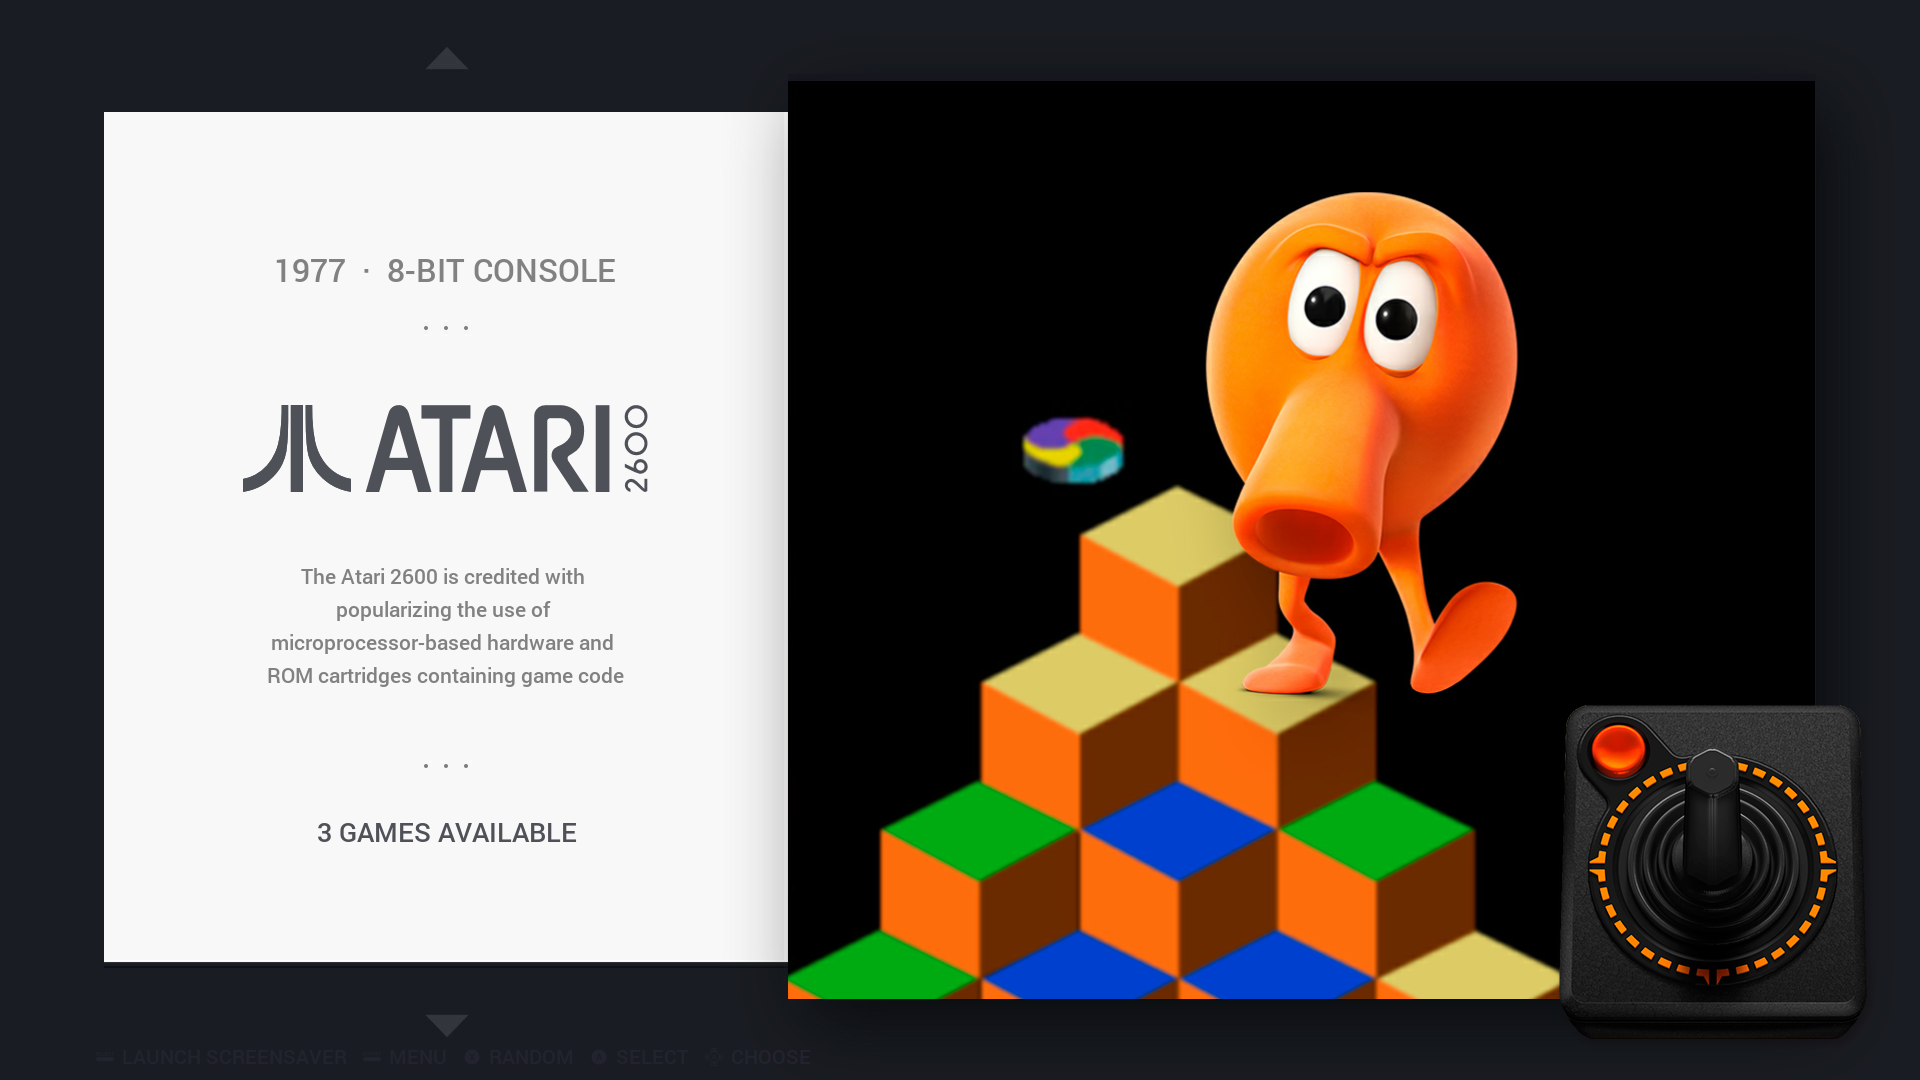 1977 · 8-BIT CONSOLE
. . .
ATARI 2600
The Atari 2600 is credited with
popularizing the use of
microprocessor-based hardware and
ROM cartridges containing game code
. . .
3 GAMES AVAILABLE
LAUNCH SCREENSAVER MENU RANDOM SELECT CHOOSE